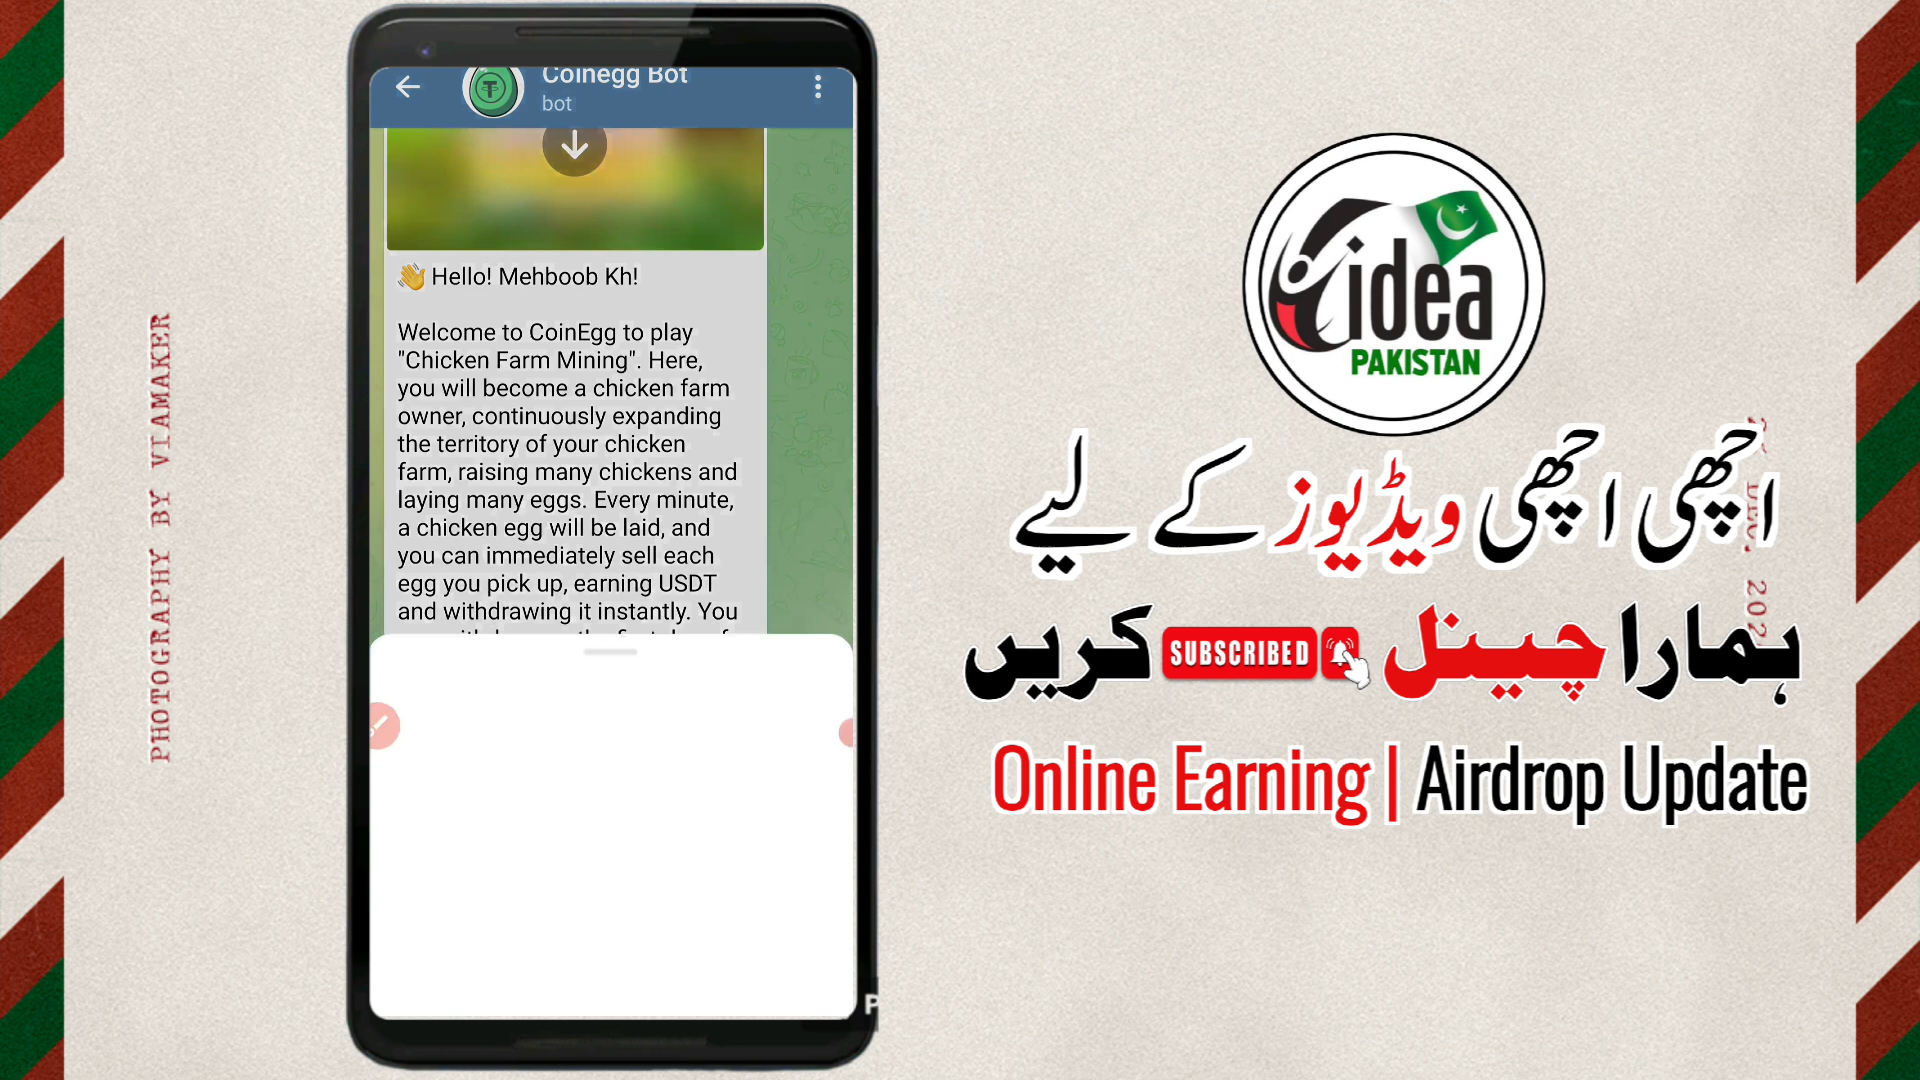 PHOTOGRAPHY BY VIAMAKER
Coinegg Bot
bot
👋 Hello! Mehboob Kh!
Welcome to CoinEgg to play
"Chicken Farm Mining". Here,
you will become a chicken farm
owner, continuously expanding
the territory of your chicken
farm, raising many chickens and
laying many eggs. Every minute,
a chicken egg will be laid, and
you can immediately sell each
egg you pick up, earning USDT
and withdrawing it instantly. You
P
idea
PAKISTAN
اچھی اچھی ویڈیوز کے لیے
ہمارا چینل SUBSCRIBED کریں
Online Earning | Airdrop Update